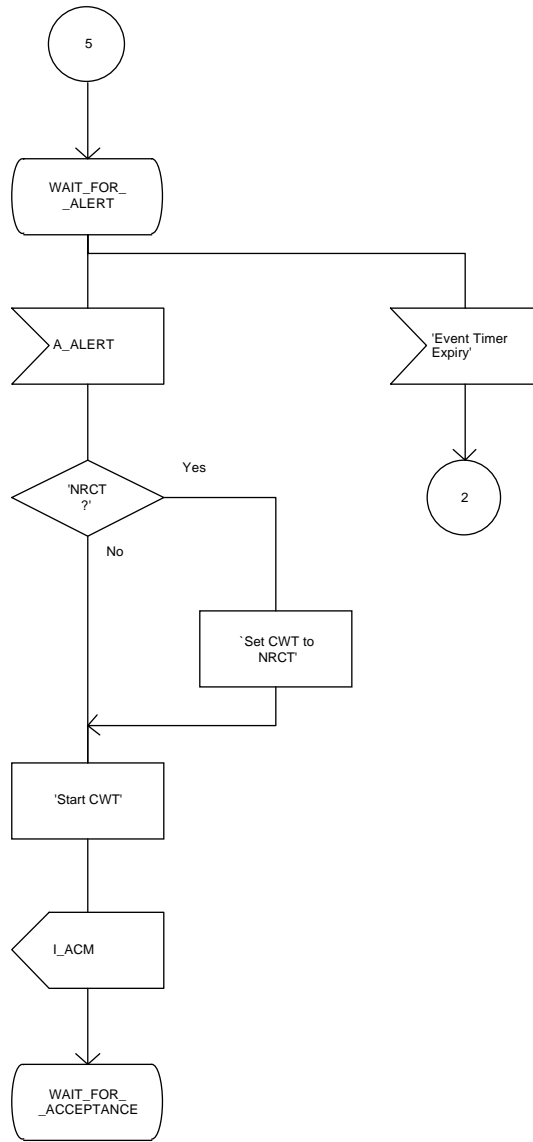 5
WAIT_FOR_
_ALERT
A_ALERT
'Event Timer
Expiry'
Yes
'NRCT
?'
2
No
`Set CWT to
NRCT'
'Start CWT'
I_ACM
WAIT_FOR_
_ACCEPTANCE